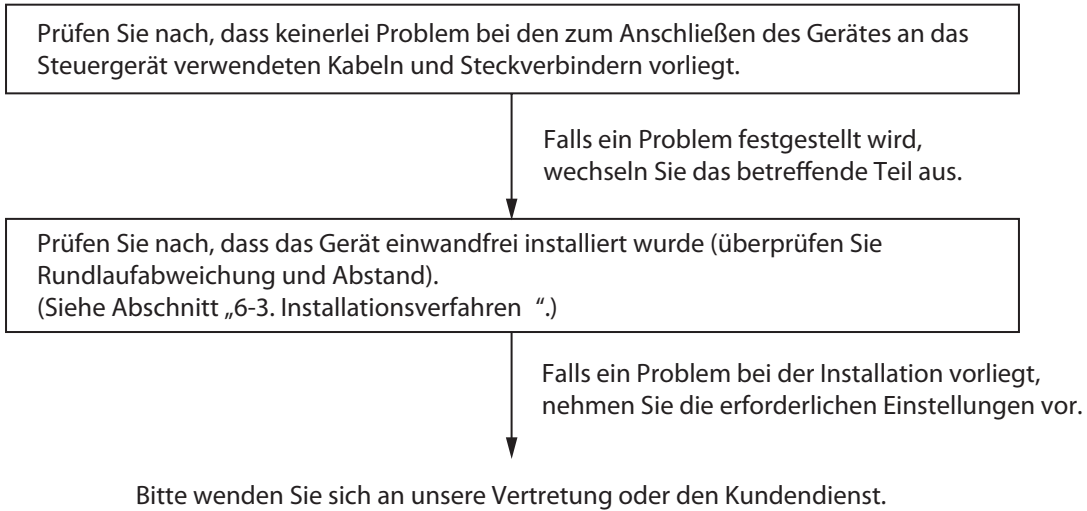 Prüfen Sie nach, dass keinerlei Problem bei den zum Anschließen des Gerätes an das
Steuergerät verwendeten Kabeln und Steckverbindern vorliegt.
Falls ein Problem festgestellt wird,
wechseln Sie das betreffende Teil aus.
Prüfen Sie nach, dass das Gerät einwandfrei installiert wurde (überprüfen Sie
Rundlaufabweichung und Abstand).
(Siehe Abschnitt „6-3. Installationsverfahren “.)
Falls ein Problem bei der Installation vorliegt,
nehmen Sie die erforderlichen Einstellungen vor.
Bitte wenden Sie sich an unsere Vertretung oder den Kundendienst.